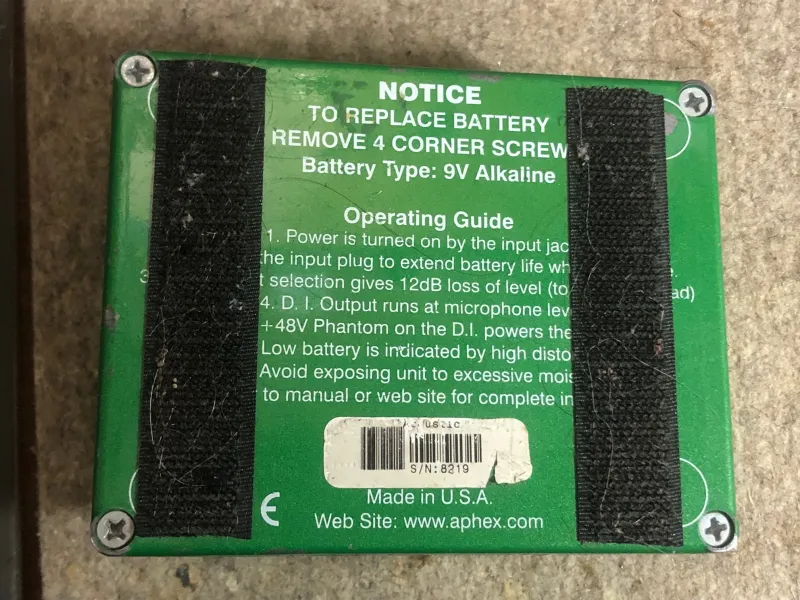 NOTICE
TO REPLACE BATTERY
REMOVE 4 CORNER SCREW
Battery Type: 9V Alkaline
Operating Guide
1. Power is turned on by the input jac
the input plug to extend battery life wh e.
3 t selection gives 12dB loss of level (to ad)
4. D. I. Output runs at microphone lev
+48V Phantom on the D.I. powers the
Low battery is indicated by high disto
Avoid exposing unit to excessive mois
to manual or web site for complete in
S/N:8219
CE
Made in U.S.A.
Web Site: www.aphex.com